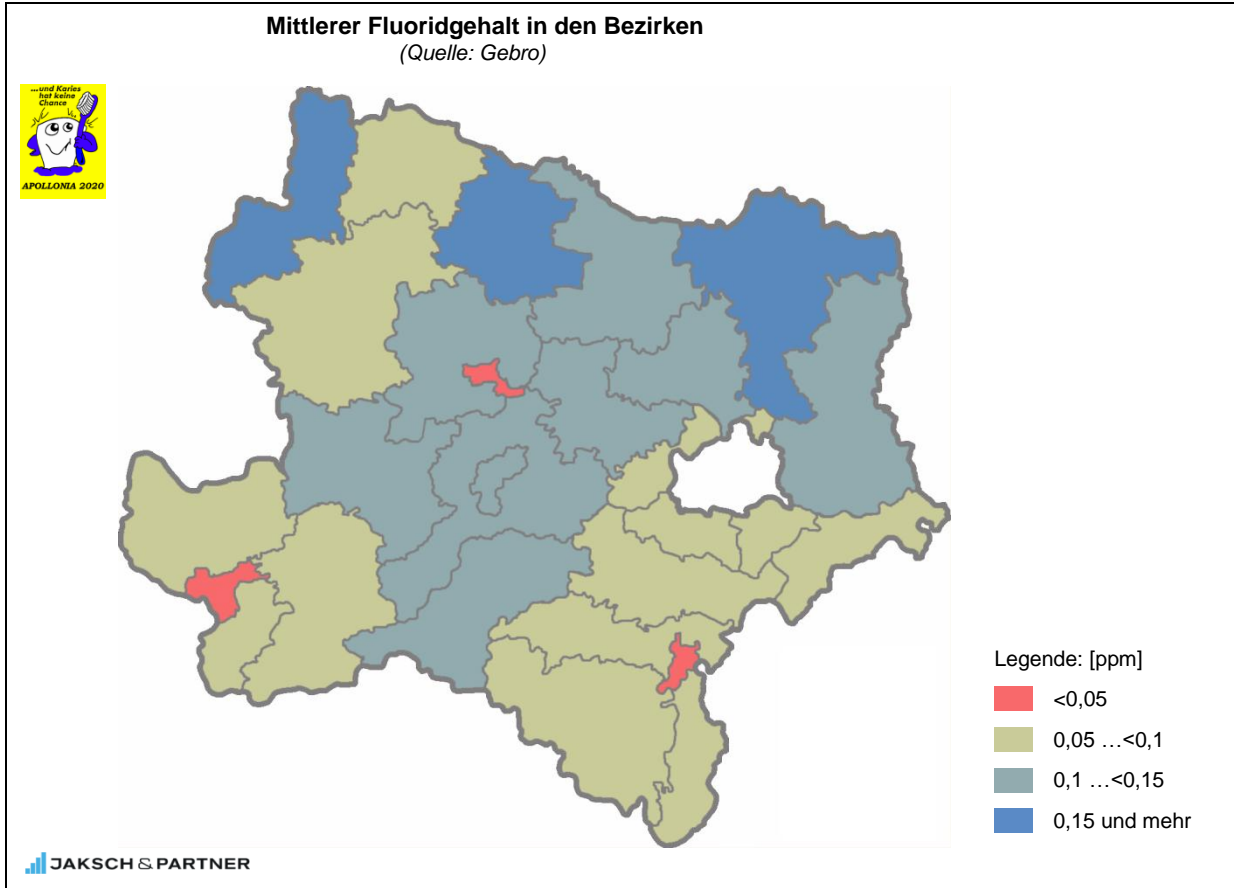 Mittlerer Fluoridgehalt in den Bezirken
(Quelle: Gebro)
...und Karies
hat keine
Chance
APOLLONIA 2020
Legende: [ppm]
<0,05
0,05 …<0,1
0,1 …<0,15
0,15 und mehr
JAKSCH & PARTNER